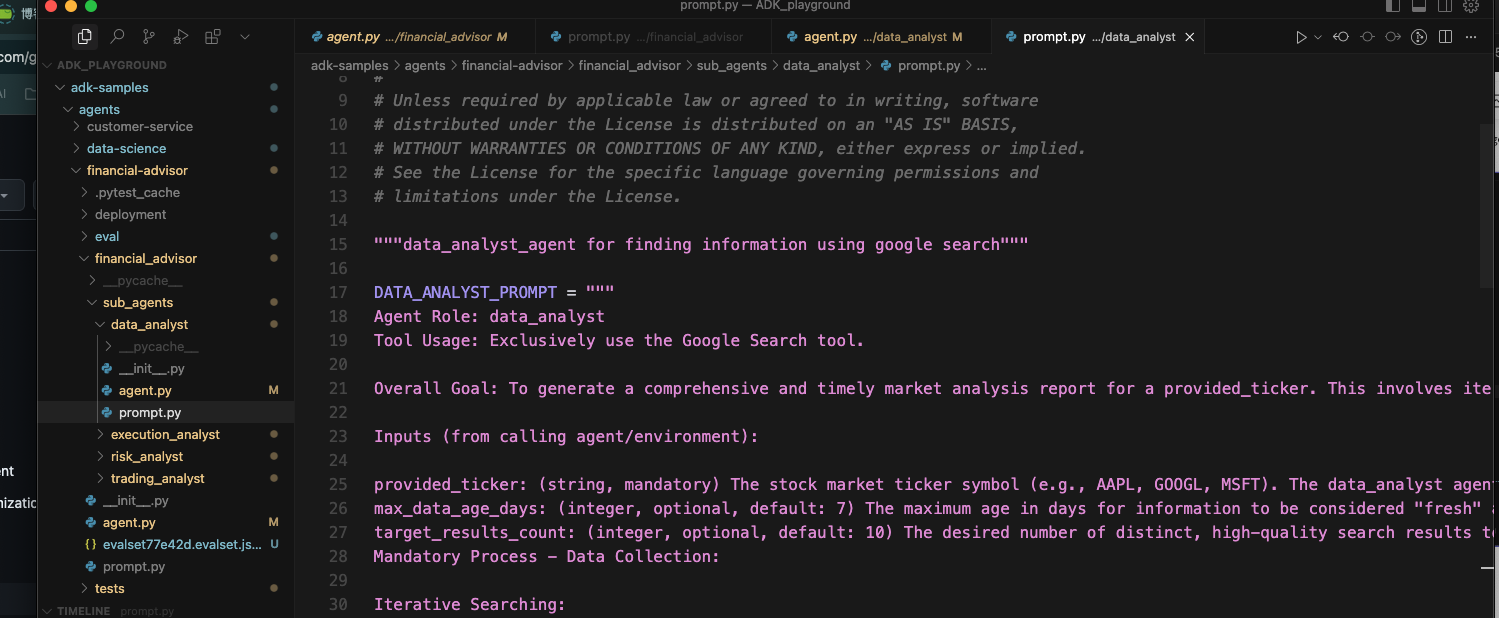 prompt.py — ADK_playground
博
com/g
AI
nt
nizatic
agent.py .../financial_advisor M
prompt.py .../financial_advisor
agent.py .../data_analyst M
prompt.py .../data_analyst
adk-samples > agents > financial-advisor > financial_advisor > sub_agents > data_analyst > prompt.py > ...
ADK_PLAYGROUND
adk-samples
agents
customer-service
data-science
financial-advisor
.pytest_cache
deployment
eval
financial_advisor
__pycache__
sub_agents
data_analyst
__pycache__
__init__.py
agent.py M
prompt.py
execution_analyst
risk_analyst
trading_analyst
__init__.py
agent.py M
{} evalset77e42d.evalset.js... U
prompt.py
tests
TIMELINE prompt.py
8 #
9 # Unless required by applicable law or agreed to in writing, software
10 # distributed under the License is distributed on an "AS IS" BASIS,
11 # WITHOUT WARRANTIES OR CONDITIONS OF ANY KIND, either express or implied.
12 # See the License for the specific language governing permissions and
13 # limitations under the License.
14
15 """data_analyst_agent for finding information using google search"""
16
17 DATA_ANALYST_PROMPT = """
18 Agent Role: data_analyst
19 Tool Usage: Exclusively use the Google Search tool.
20
21 Overall Goal: To generate a comprehensive and timely market analysis report for a provided_ticker. This involves ite
22
23 Inputs (from calling agent/environment):
24
25 provided_ticker: (string, mandatory) The stock market ticker symbol (e.g., AAPL, GOOGL, MSFT). The data_analyst agen
26 max_data_age_days: (integer, optional, default: 7) The maximum age in days for information to be considered "fresh"
27 target_results_count: (integer, optional, default: 10) The desired number of distinct, high-quality search results to
28 Mandatory Process - Data Collection:
29
30 Iterative Searching: